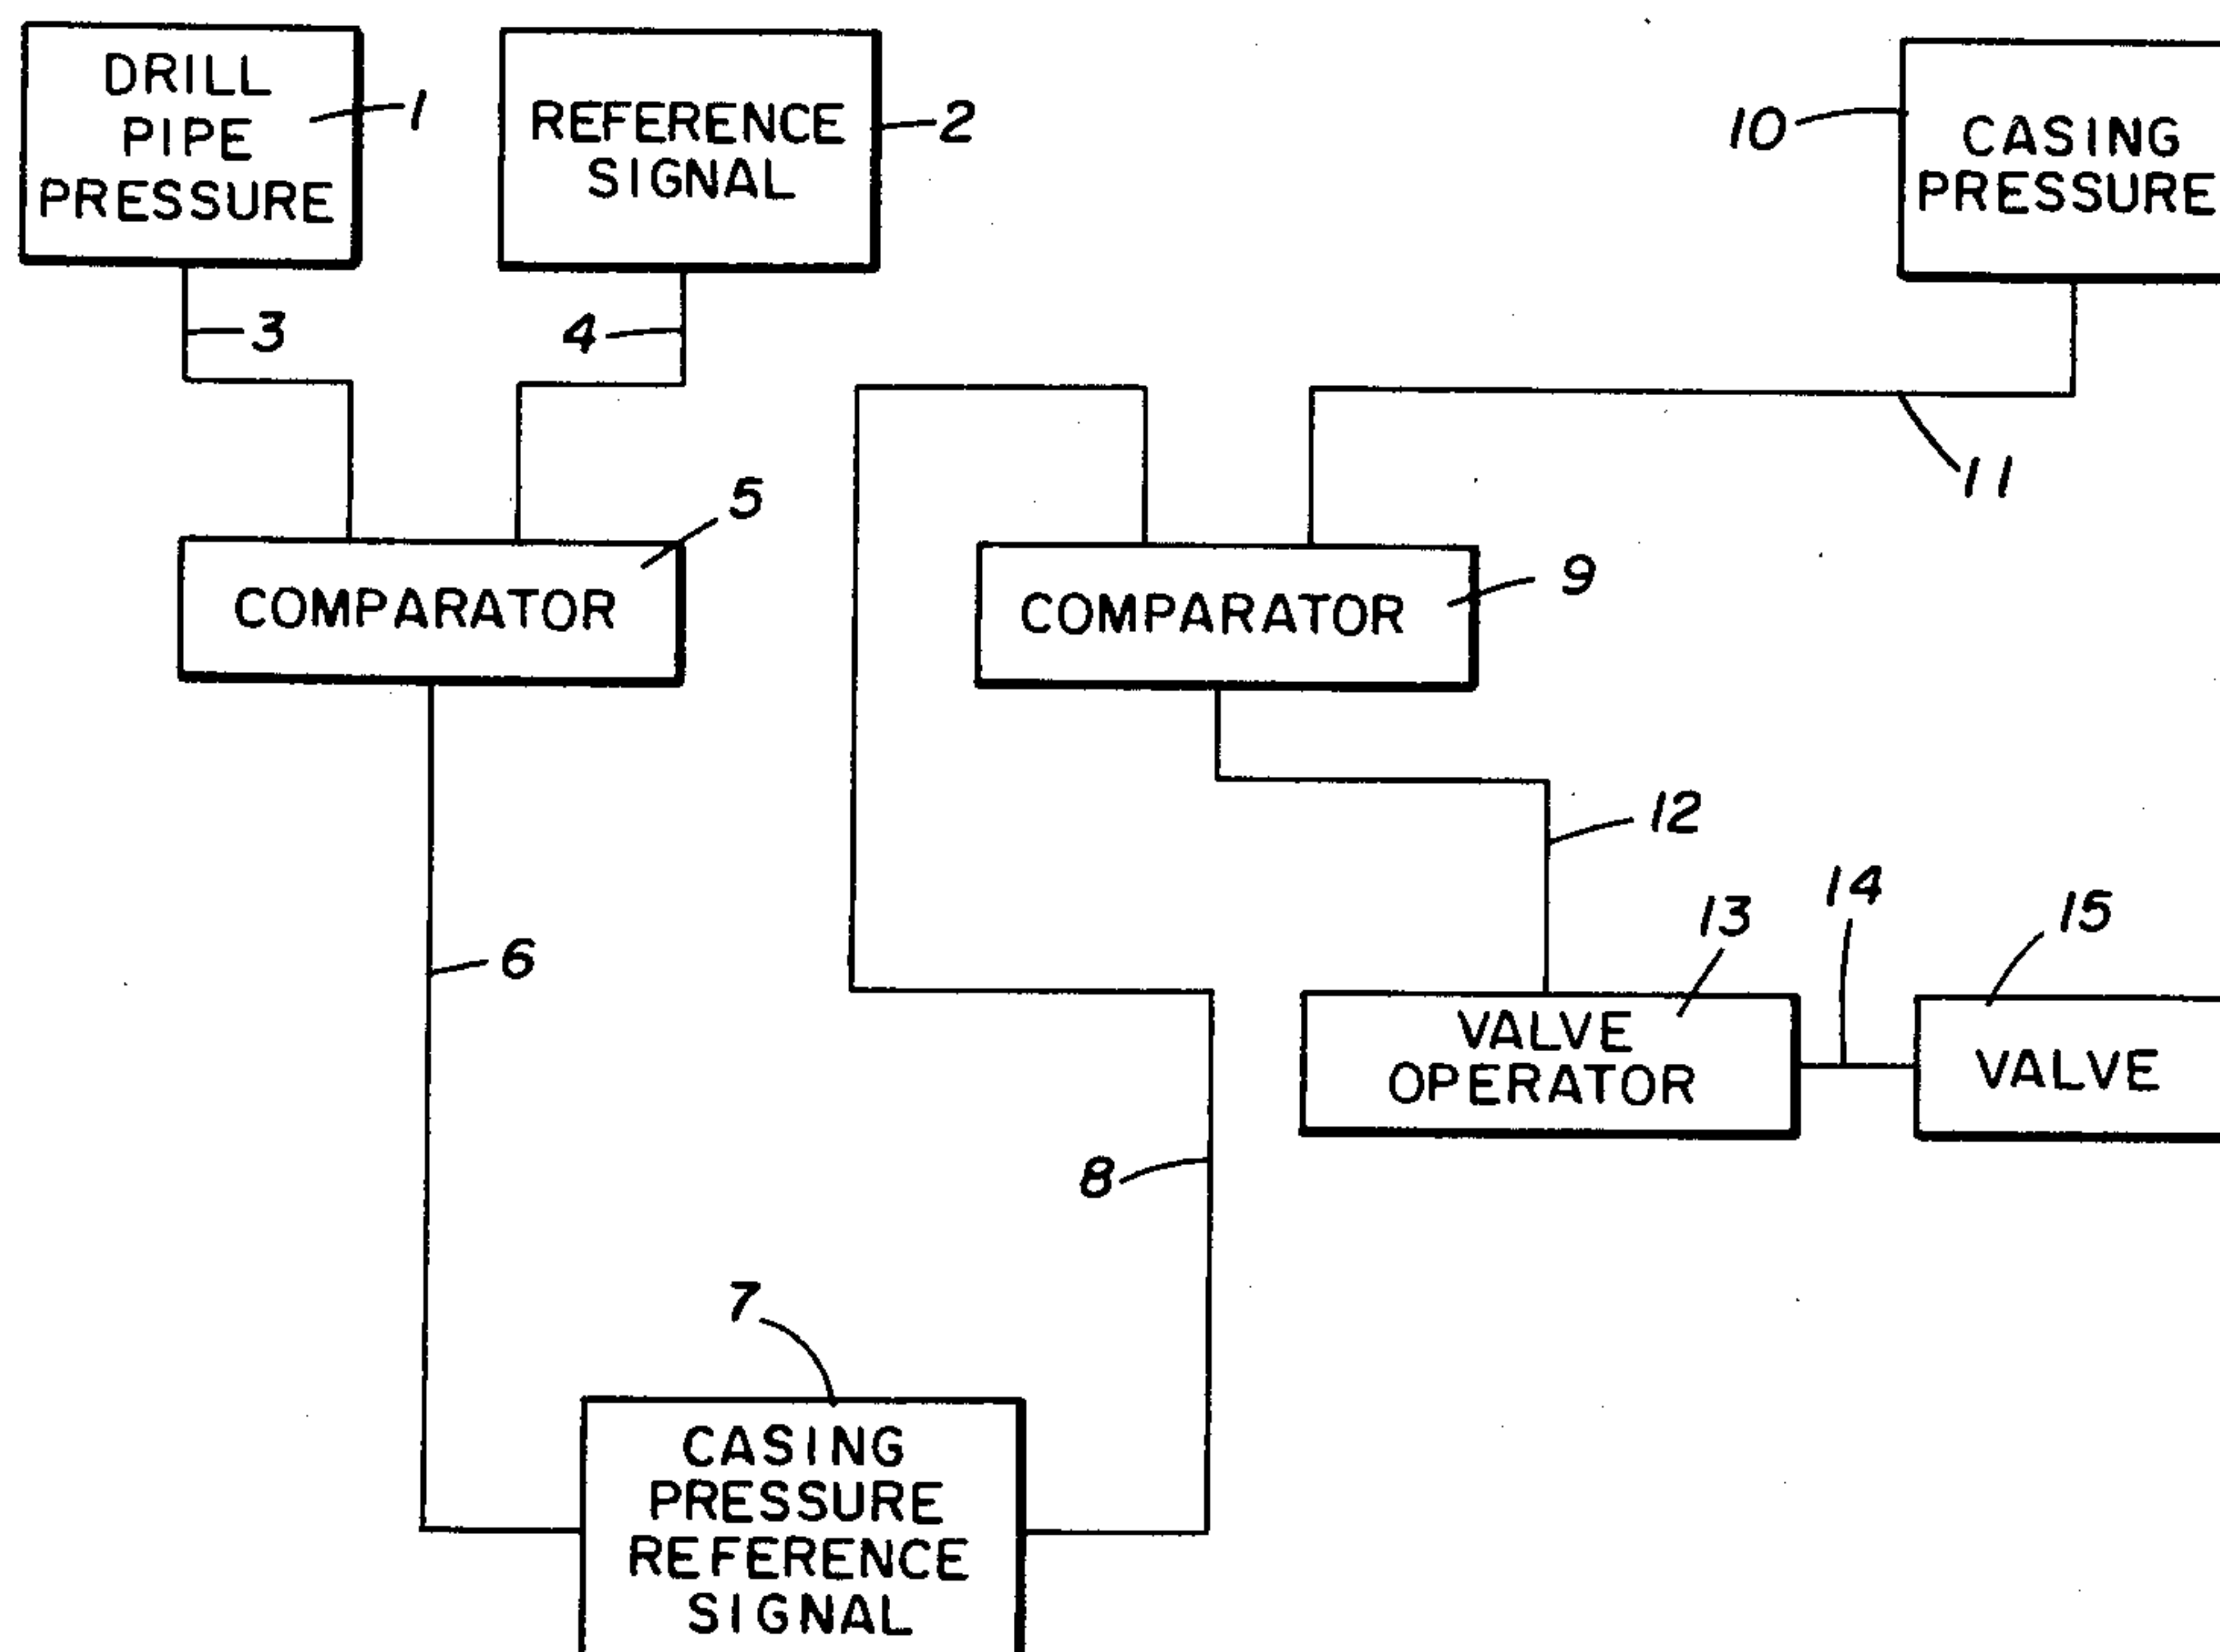 DRILL
PIPE
PRESSURE
1
REFERENCE
SIGNAL
2
10
CASING
PRESSURE
3
4
11
5
COMPARATOR
9
COMPARATOR
12
6
13
14
15
VALVE
OPERATOR
VALVE
8
7
CASING
PRESSURE
REFERENCE
SIGNAL